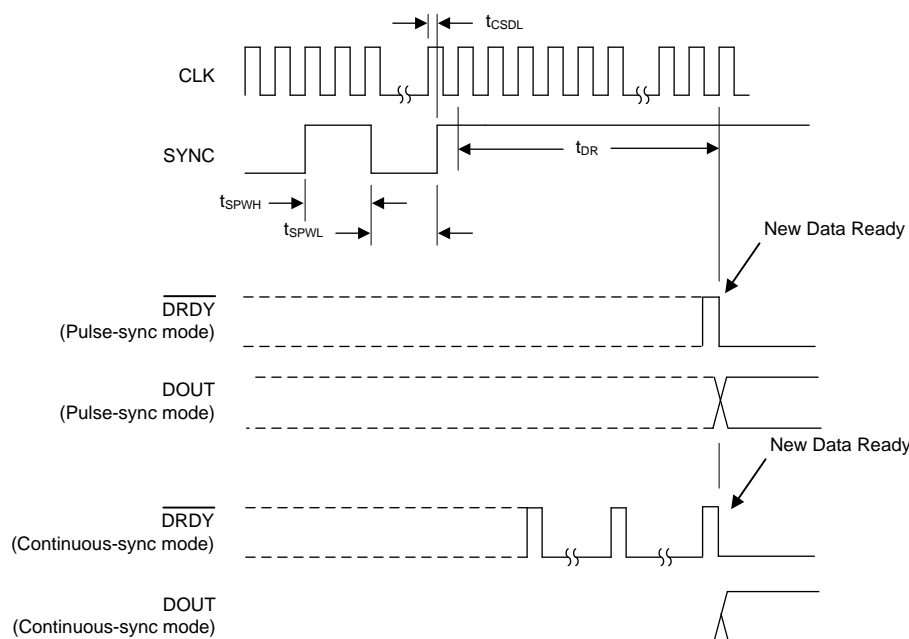 tCSDL
CLK
SYNC
tDR
tSPWH
tSPWL
New Data Ready
DRDY
(Pulse-sync mode)
DOUT
(Pulse-sync mode)
New Data Ready
DRDY
(Continuous-sync mode)
DOUT
(Continuous-sync mode)